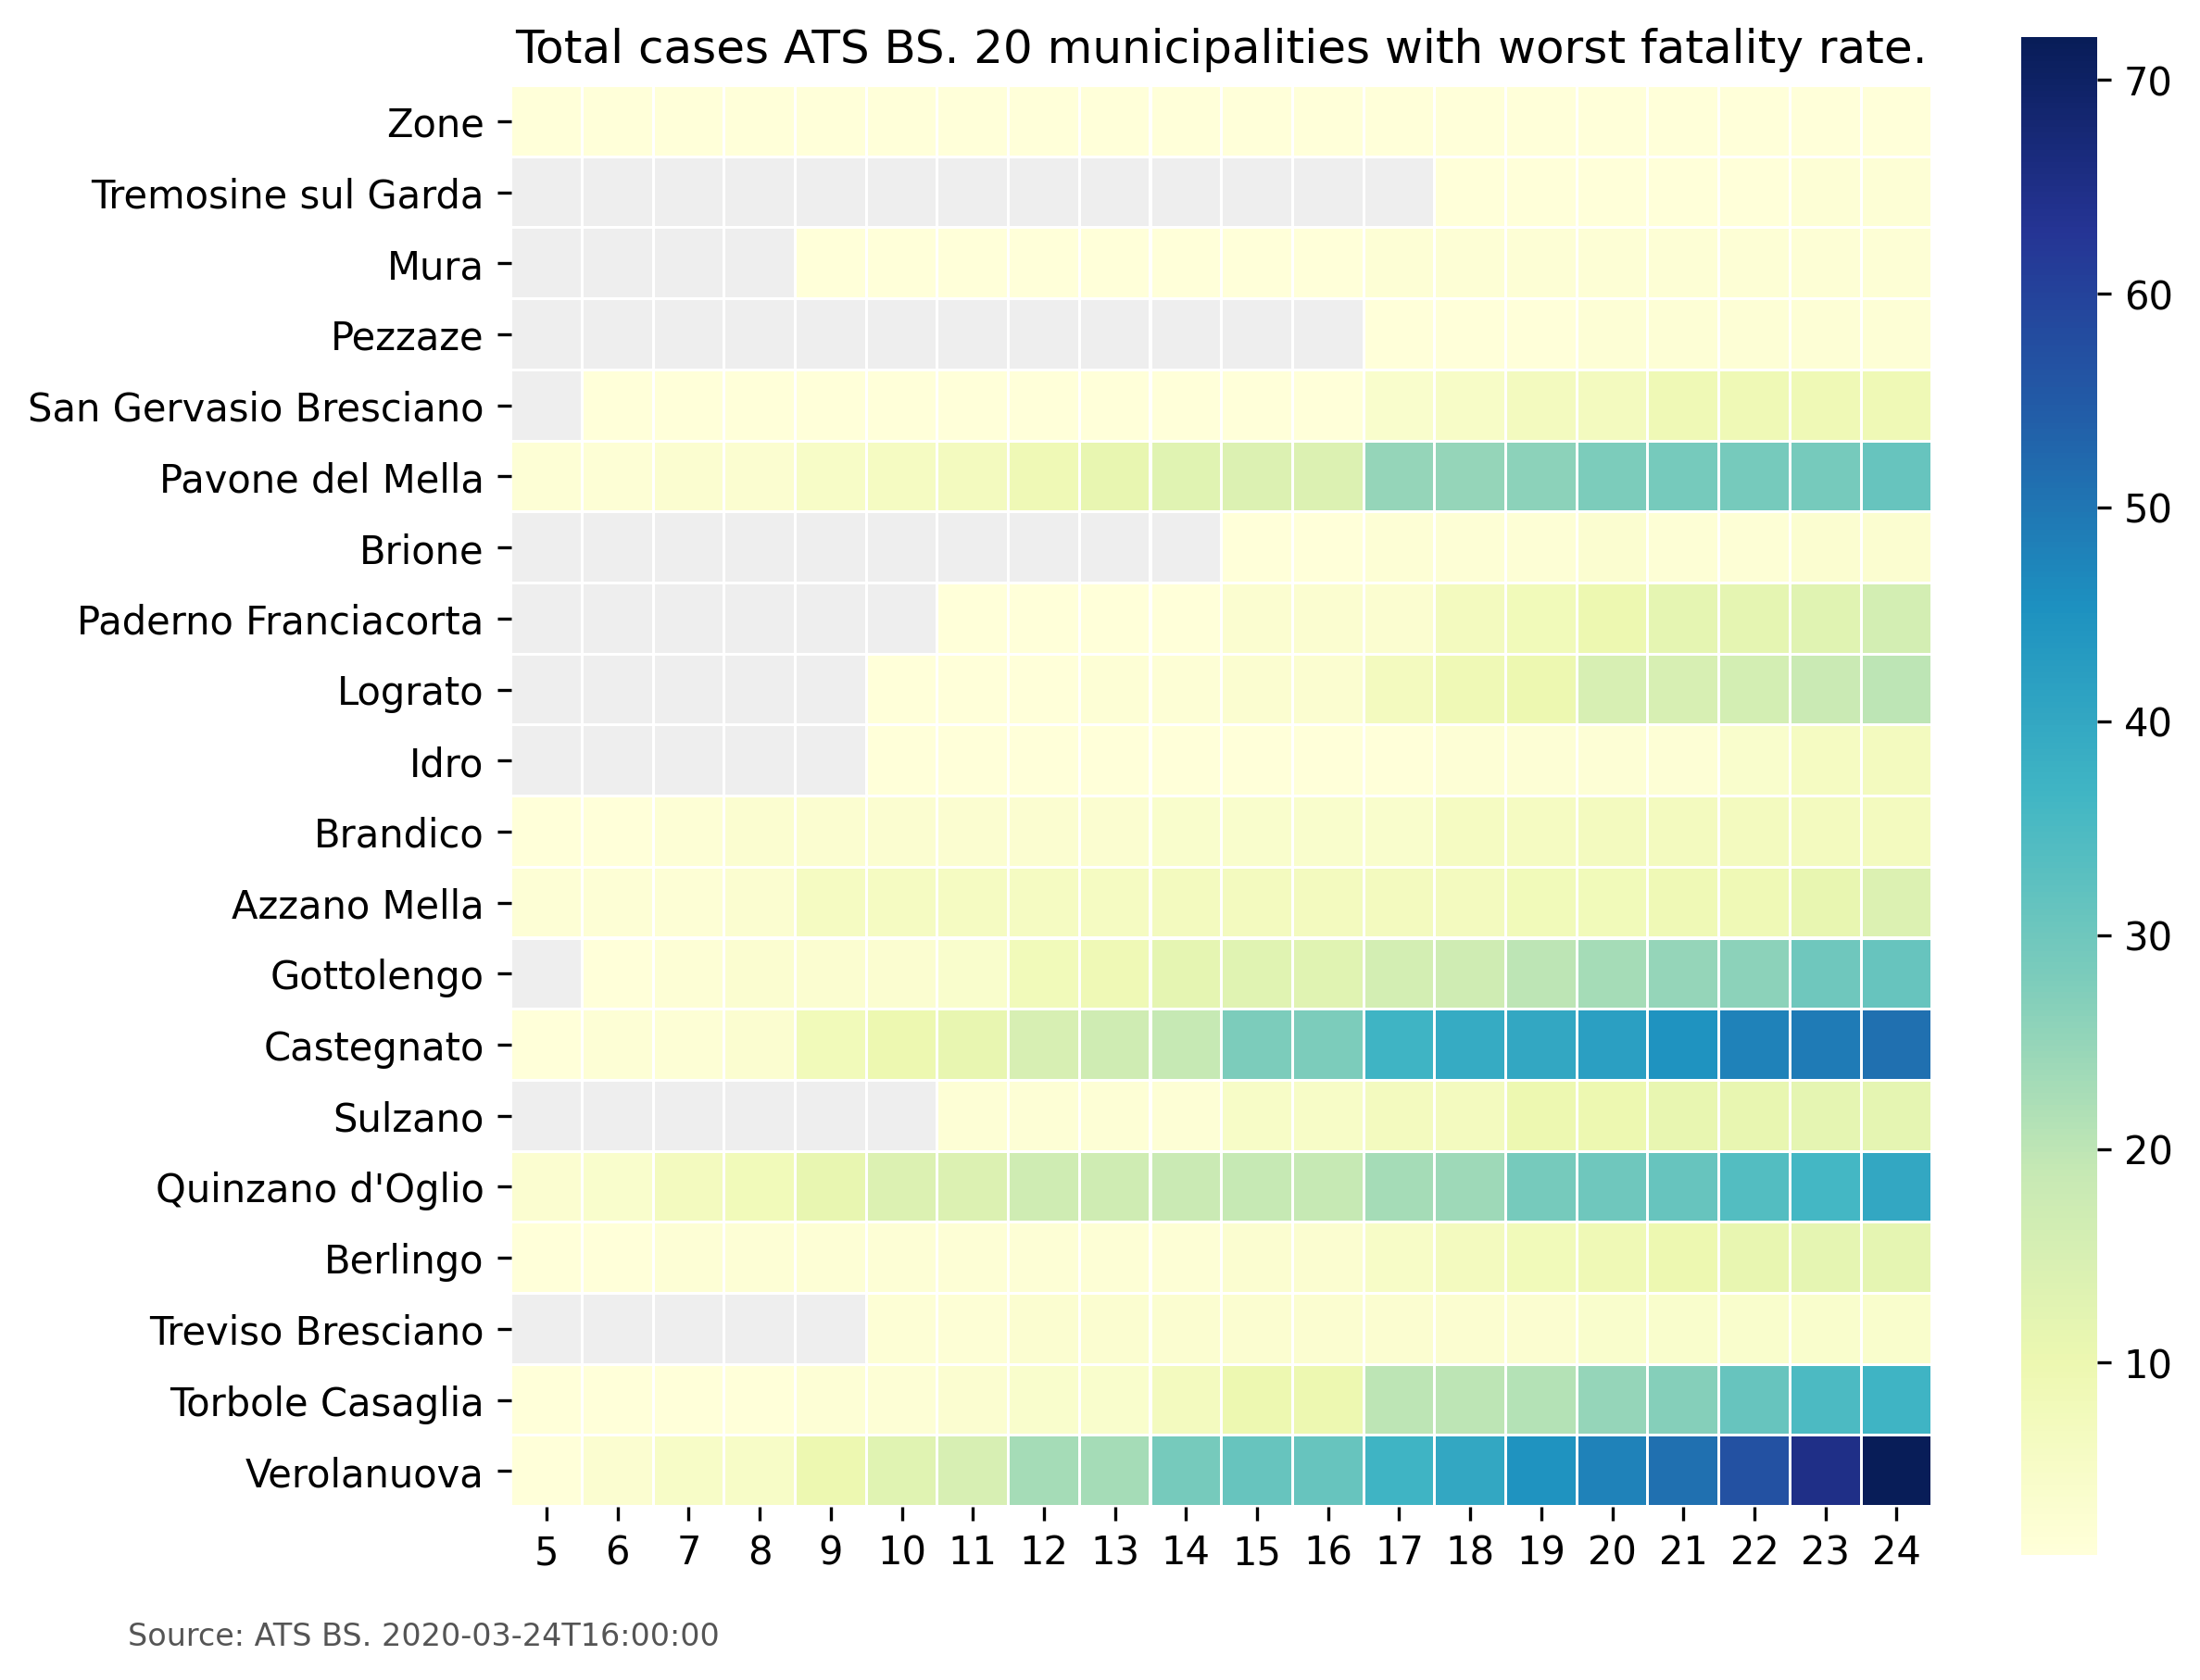 Total cases ATS BS. 20 municipalities with worst fatality rate.
Zone
Tremosine sul Garda
Mura
Pezzaze
San Gervasio Bresciano
Pavone del Mella
Brione
Paderno Franciacorta
Lograto
Idro
Brandico
Azzano Mella
Gottolengo
Castegnato
Sulzano
Quinzano d'Oglio
Berlingo
Treviso Bresciano
Torbole Casaglia
Verolanuova
5 6 7 8 9 10 11 12 13 14 15 16 17 18 19 20 21 22 23 24
70
60
50
40
30
20
10
Source: ATS BS. 2020-03-24T16:00:00